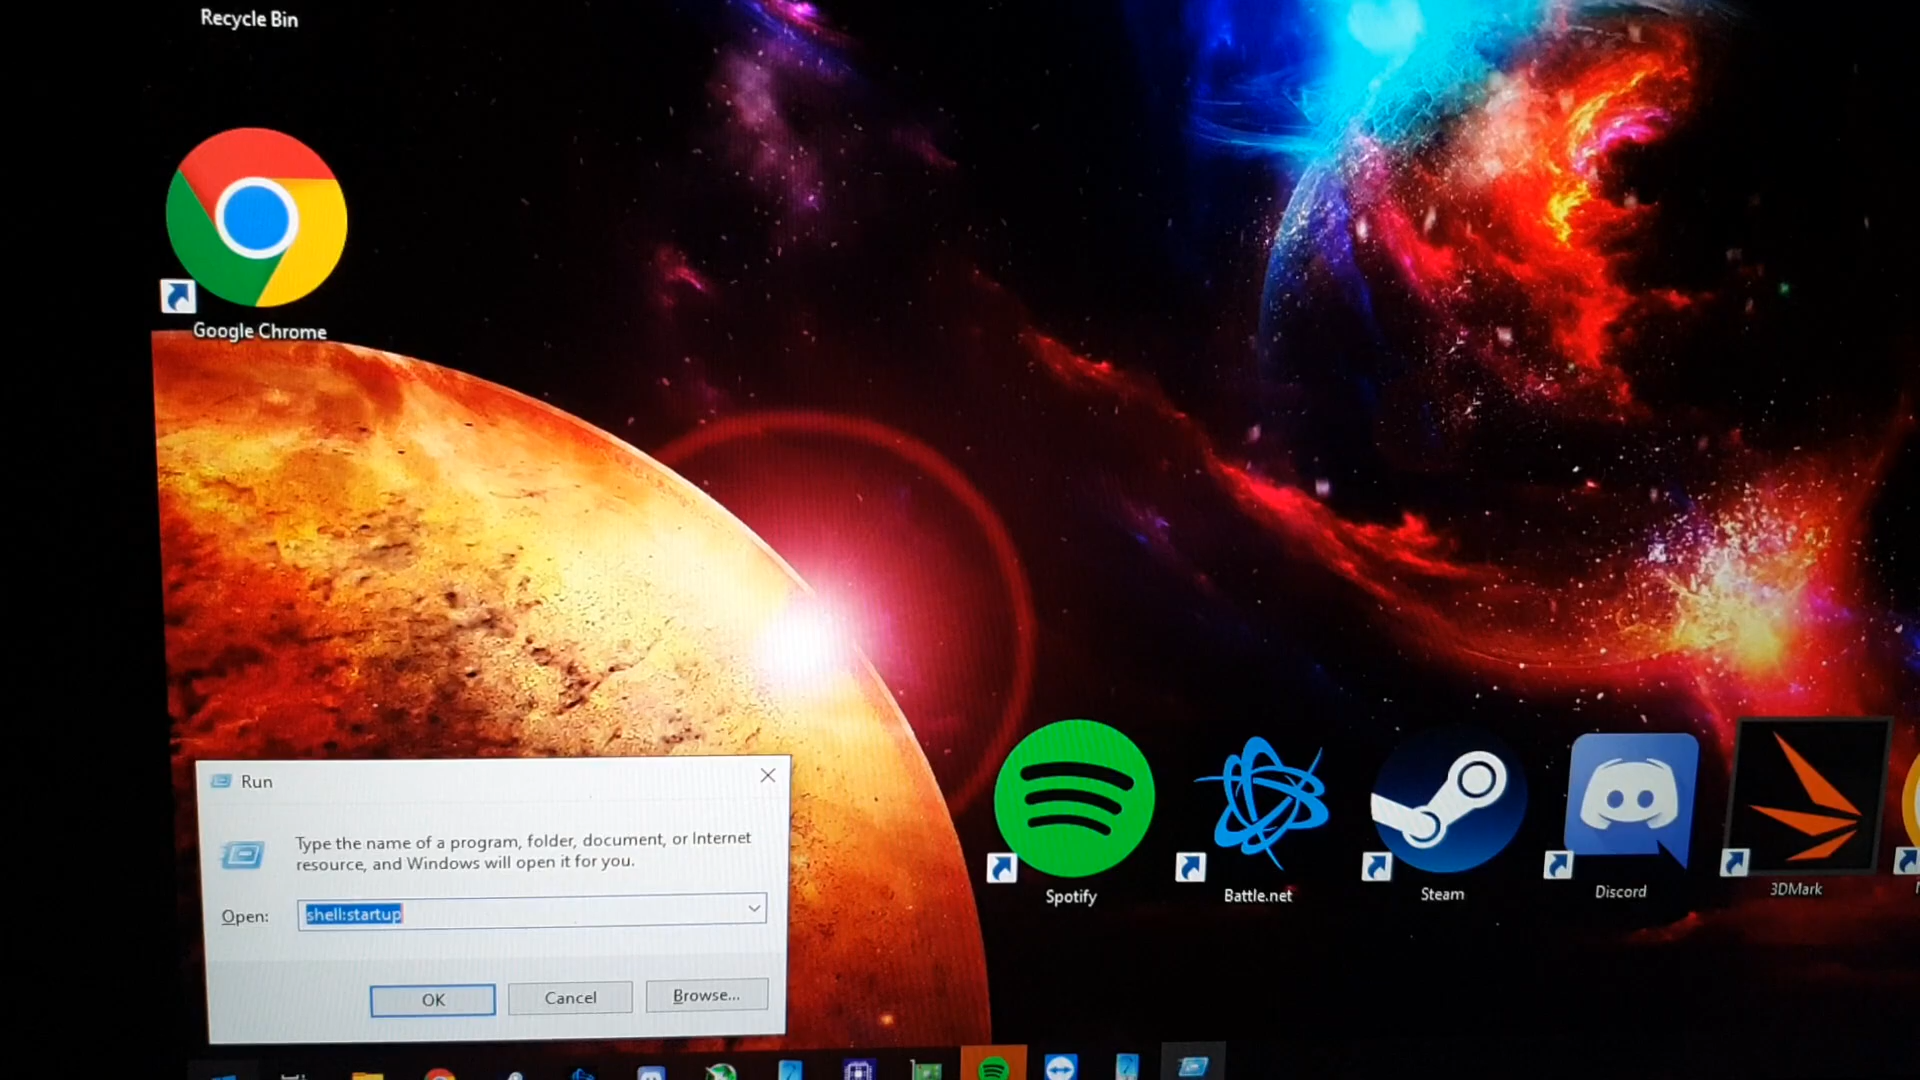 Recycle Bin
Google Chrome
Run
Type the name of a program, folder, document, or Internet
resource, and Windows will open it for you.
Open: shell:startup
OK Cancel Browse...
Spotify Battle.net Steam Discord 3DMark